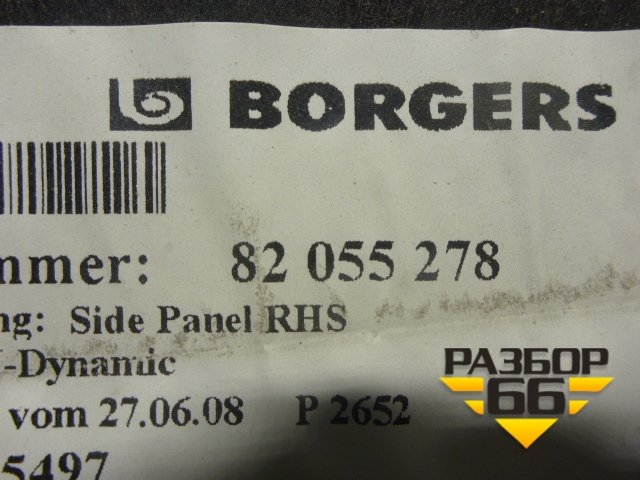 BORGERS
mmer: 82 055 278
ng: Side Panel RHS
-Dynamic
vom 27.06.08 P 2652
5497
РАЗБОР
66